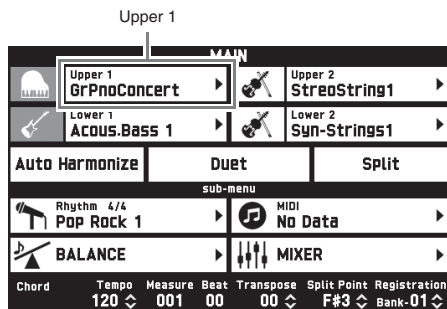 Upper 1
MAIN
Upper 1 Upper 2
GrPnoConcert StreoString1
Lower 1 Lower 2
Acous.Bass 1 Syn-Strings1
Auto Harmonize Duet Split
sub-menu
Rhythm 4/4 MIDI
Pop Rock 1 No Data
BALANCE MIXER
Chord Tempo Measure Beat Transpose Split Point Registration
120 001 00 00 F#3 Bank-01